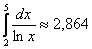 ∫₂⁵ dx/ln x ≈ 2,864